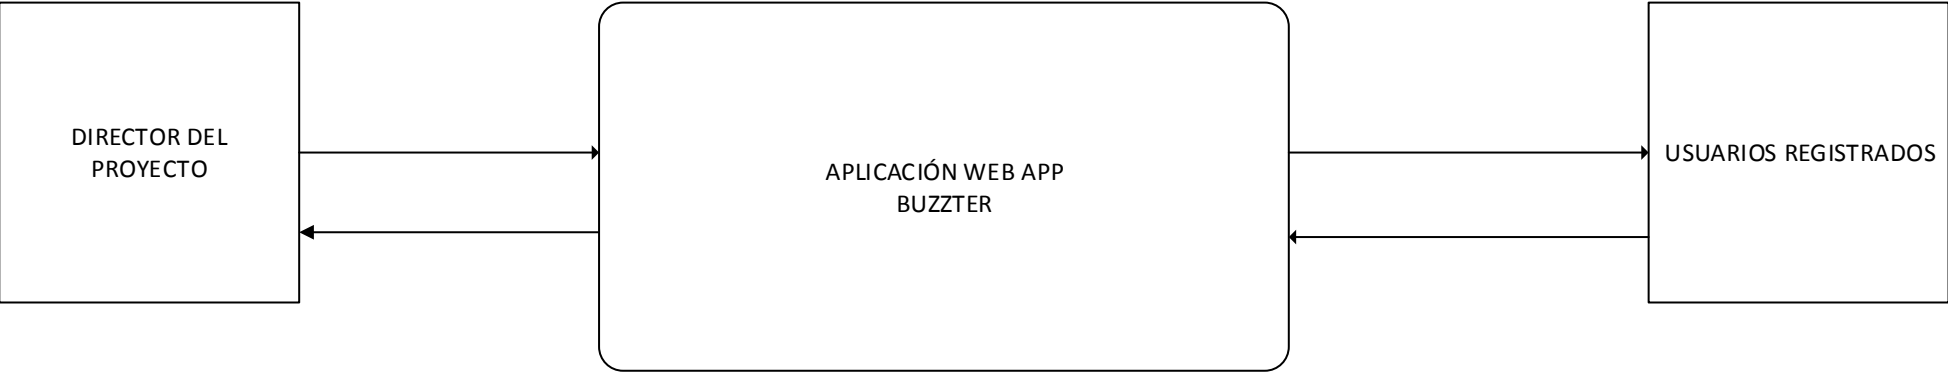 DIRECTOR DEL
PROYECTO
APLICACIÓN WEB APP
BUZZTER
USUARIOS REGISTRADOS